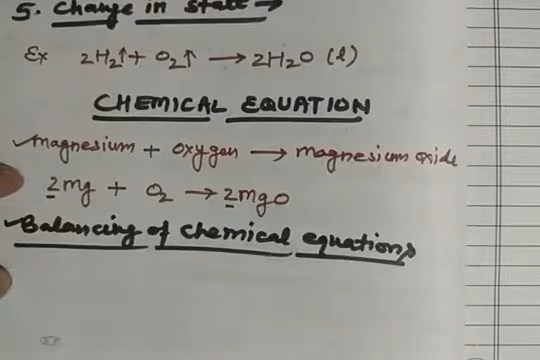 5. Change in state →
Ex 2H₂↑ + O₂↑ → 2H₂O (l)
CHEMICAL EQUATION
✓magnesium + oxygen → magnesium oxide
2mg + O₂ → 2mgO
✓Balancing of chemical equations